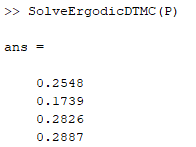 >> SolveErgodicDTMC(P)
ans =
0.2548
0.1739
0.2826
0.2887